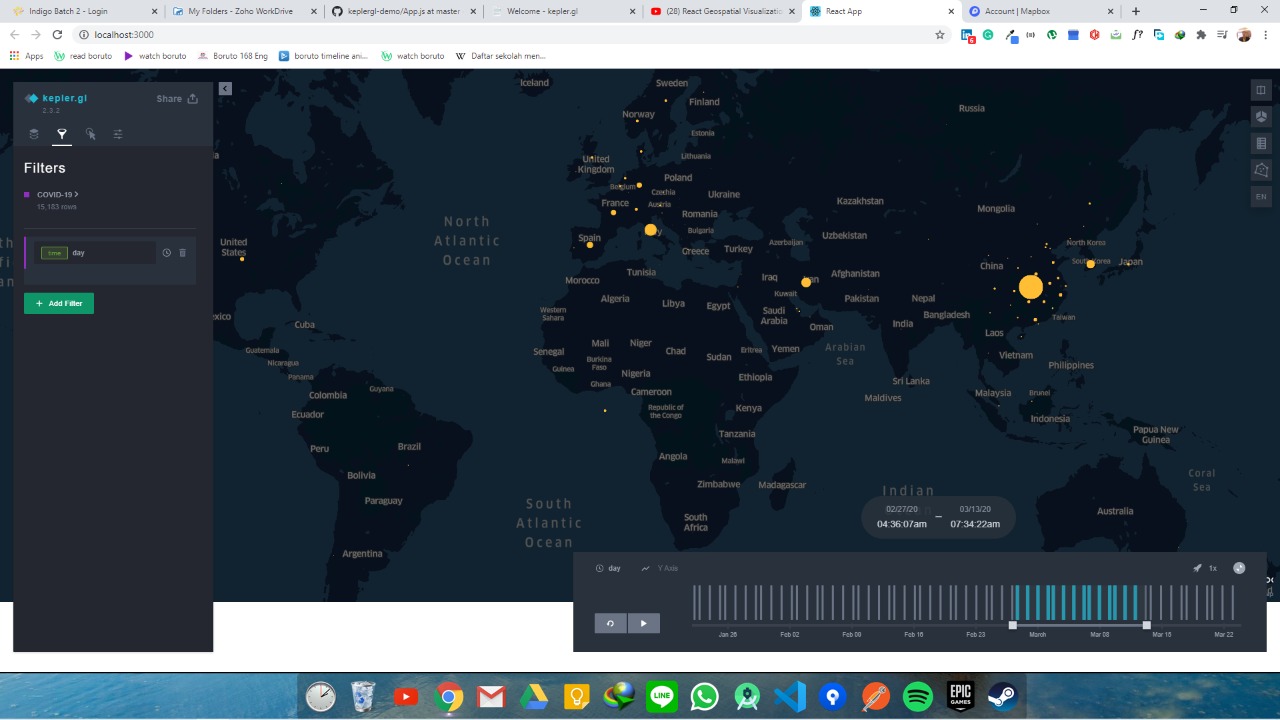 Indigo Batch 2 - Login
My Folders - Zoho WorkDrive
keplergl-demo/App.js at master
Welcome - kepler.gl
(28) React Geospatial Visualizatio
React App
Account | Mapbox
localhost:3000
6
Apps
read Eng
watch boruto
Boruto 160 Eng
boruto timeline ani...
watch boruto
Daftar sekolah men...
kepler.gl
2.3.2
Share
Filters
COVID-19
15,183 rows
time
day
Add Filter
EN
Iceland
Sweden
Finland
Norway
Russia
Estonia
Lithuania
United
Kingdom
Poland
Belgium
Czechia
Ukraine
France
Austria
Romania
Kazakhstan
Mongolia
North
Atlantic
Ocean
United
States
Spain
Bulgaria
Greece
Turkey
Azerbaijan
Uzbekistan
North Korea
South Korea
Japan
China
Morocco
Tunisia
Iraq
Afghanistan
Algeria
Libya
Egypt
Kuwait
Pakistan
Nepal
Western
Sahara
Saudi
Arabia
Oman
India
Bangladesh
Taiwan
Laos
Cuba
Mali
Niger
Chad
Sudan
Eritrea
Yemen
Arabian
Sea
Vietnam
Philippines
Guatemala
Nicaragua
Panama
Senegal
Guinea
Burkina
Faso
Ghana
Nigeria
Cameroon
Ethiopia
Sri Lanka
Maldives
Malaysia
Brunei
Guyana
Colombia
Ecuador
Republic of
the Congo
Kenya
Indonesia
Papua New
Guinea
Peru
Brazil
Tanzania
Angola
Malawi
Bolivia
Zimbabwe
Madagascar
Coral
Sea
Paraguay
South
Atlantic
Ocean
South
Africa
Indian
Australia
Argentina
02/27/20
04:36:07am
–
03/13/20
07:34:22am
day
Y Axis
1x
Jan 26
Feb 02
Feb 09
Feb 16
Feb 23
March
Mar 08
Mar 15
Mar 22
LINE
EPIC
GAMES